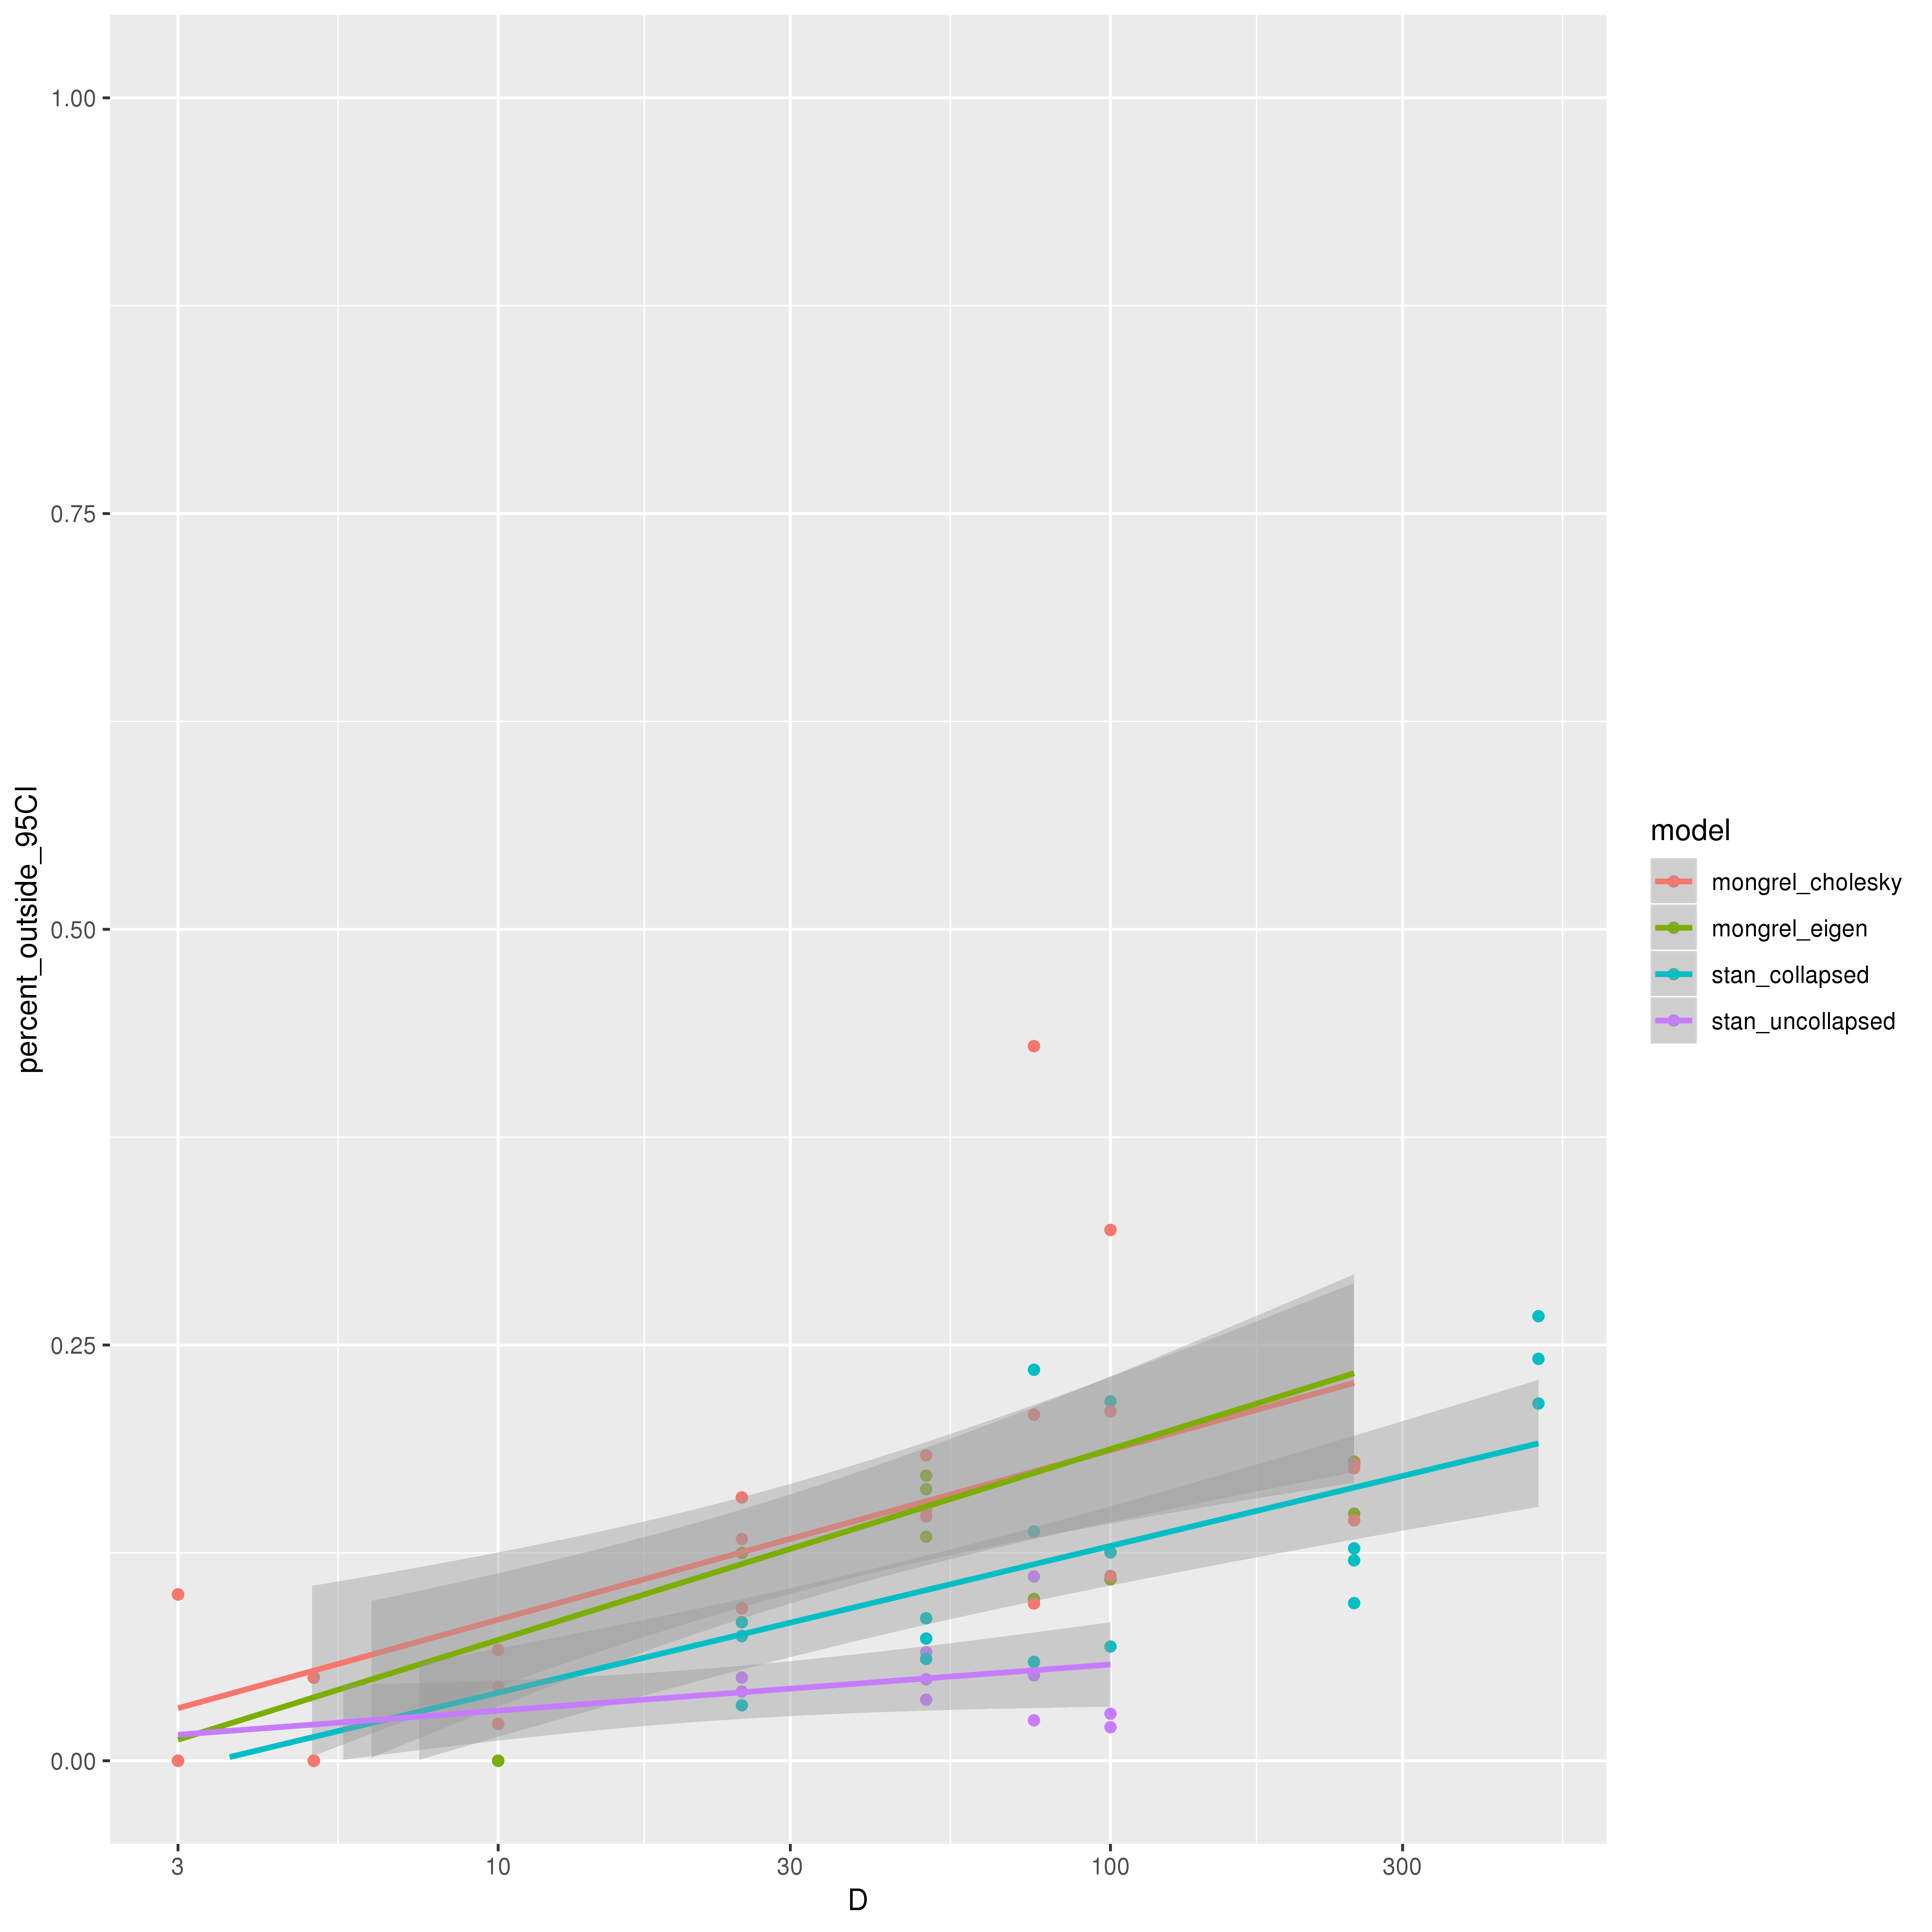 percent_outside_95CI
1.00
0.75
0.50
0.25
0.00
3
10
30
100
300
D
model
mongrel_cholesky
mongrel_eigen
stan_collapsed
stan_uncollapsed